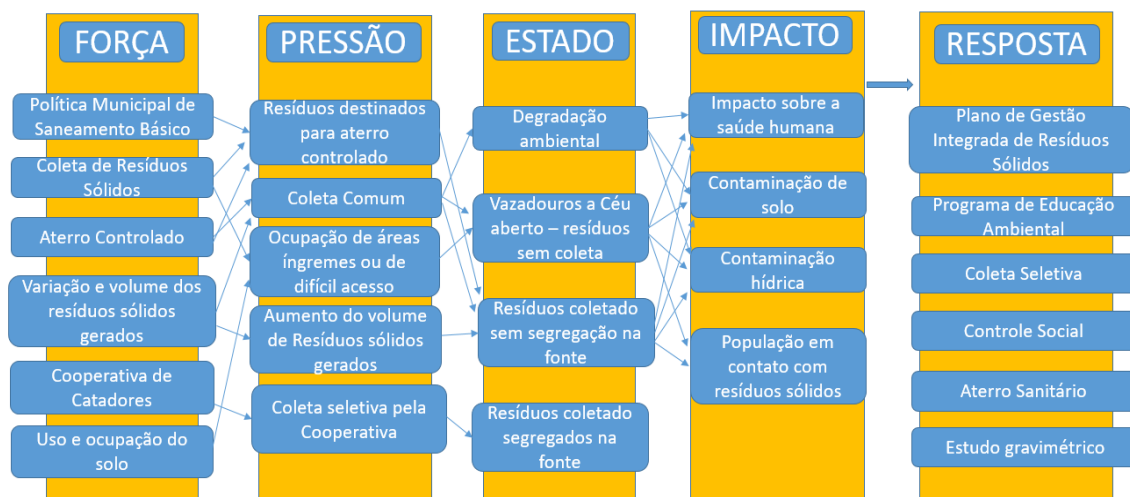 FORÇA
Política Municipal de
Saneamento Básico
Coleta de Resíduos
Sólidos
Aterro Controlado
Variação e volume dos
resíduos sólidos
gerados
Cooperativa de
Catadores
Uso e ocupação do
solo
PRESSÃO
Resíduos destinados
para aterro
controlado
Coleta Comum
Ocupação de áreas
íngremes ou de
difícil acesso
Aumento do volume
de Resíduos sólidos
gerados
Coleta seletiva pela
Cooperativa
ESTADO
Degradação
ambiental
Vazadouros a Céu
aberto – resíduos
sem coleta
Resíduos coletado
sem segregação na
fonte
Resíduos coletado
segregados na
fonte
IMPACTO
Impacto sobre a
saúde humana
Contaminação de
solo
Contaminação
hídrica
População em
contato com
resíduos sólidos
RESPOSTA
Plano de Gestão
Integrada de Resíduos
Sólidos
Programa de Educação
Ambiental
Coleta Seletiva
Controle Social
Aterro Sanitário
Estudo gravimétrico